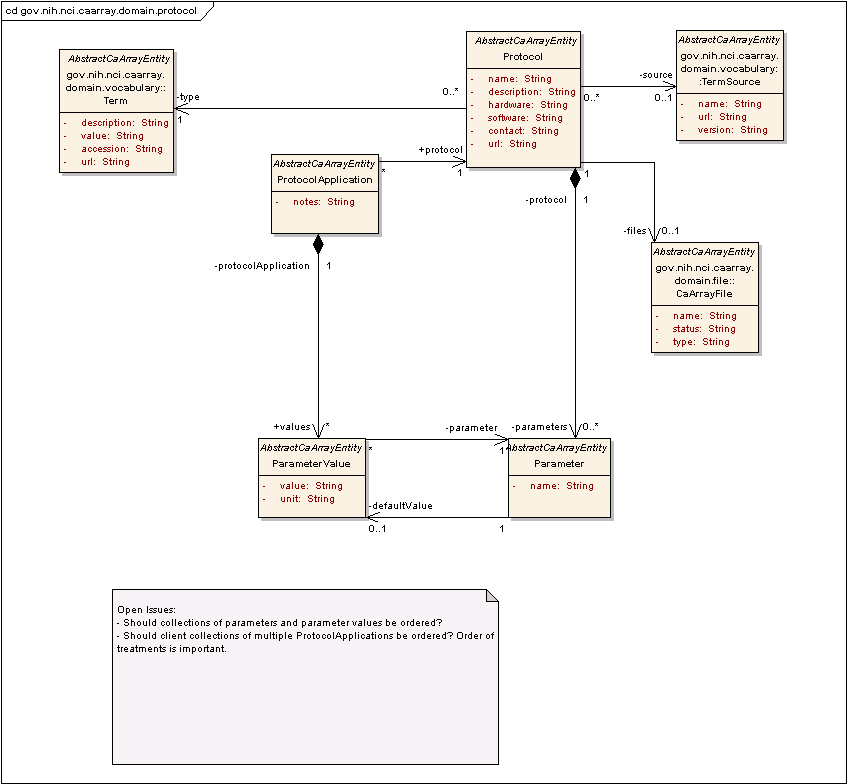 cd gov.nih.nci.caarray.domain.protocol
AbstractCaArrayEntity
gov.nih.nci.caarray.
domain.vocabulary::
Term
- description: String
- value: String
- accession: String
- url: String
-type
1
0..*
AbstractCaArrayEntity
Protocol
- name: String
- description: String
- hardware: String
- software: String
- contact: String
- url: String
-source
0..*
0..1
AbstractCaArrayEntity
gov.nih.nci.caarray.
domain.vocabulary:
:TermSource
- name: String
- url: String
- version: String
+protocol
*
1
AbstractCaArrayEntity
ProtocolApplication
- notes: String
-protocolApplication
1
1
-protocol
1
-files
0..1
AbstractCaArrayEntity
gov.nih.nci.caarray.
domain.file::
CaArrayFile
- name: String
- status: String
- type: String
+values
*
-parameter
-parameters
0..*
AbstractCaArrayEntity
ParameterValue
- value: String
- unit: String
*
1
AbstractCaArrayEntity
Parameter
- name: String
-defaultValue
0..1
1
Open Issues:
- Should collections of parameters and parameter values be ordered?
- Should client collections of multiple ProtocolApplications be ordered? Order of
treatments is important.